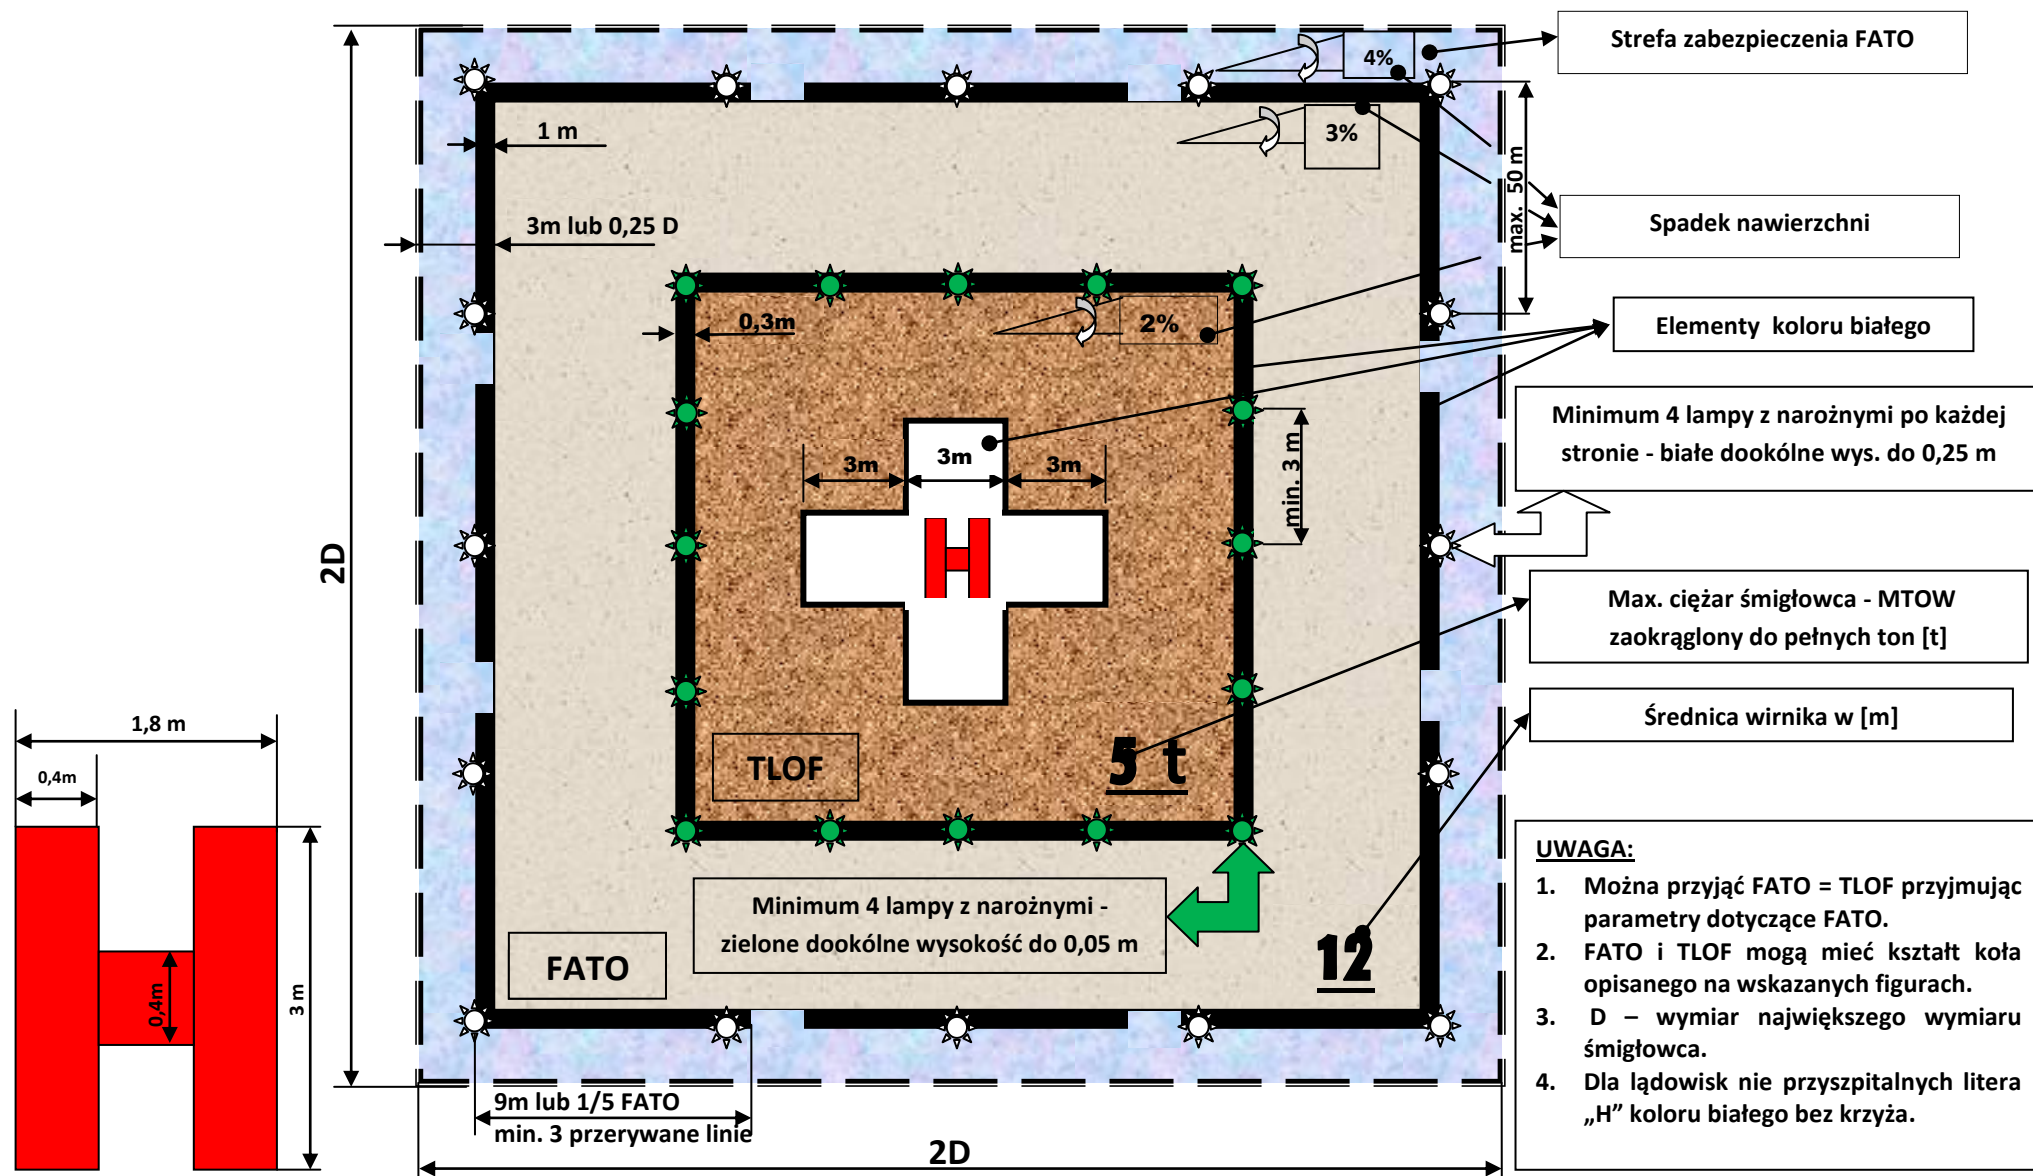 Strefa zabezpieczenia FATO
4%
3%
1 m
max. 50 m
3m lub 0,25 D
Spadek nawierzchni
0,3m
2%
Elementy koloru białego
Minimum 4 lampy z narożnymi po każdej
stronie - białe dookólne wys. do 0,25 m
3m
3m
3m
min. 3 m
H
2D
Max. ciężar śmigłowca - MTOW
zaokrąglony do pełnych ton [t]
Średnica wirnika w [m]
TLOF
5 t
1,8 m
0,4m
0,4m
3 m
H
Minimum 4 lampy z narożnymi -
zielone dookólne wysokość do 0,05 m
FATO
12
9m lub 1/5 FATO
min. 3 przerywane linie
2D
UWAGA:
1. Można przyjąć FATO = TLOF przyjmując
parametry dotyczące FATO.
2. FATO i TLOF mogą mieć kształt koła
opisanego na wskazanych figurach.
3. D – wymiar największego wymiaru
śmigłowca.
4. Dla lądowisk nie przyszpitalnych litera
„H” koloru białego bez krzyża.